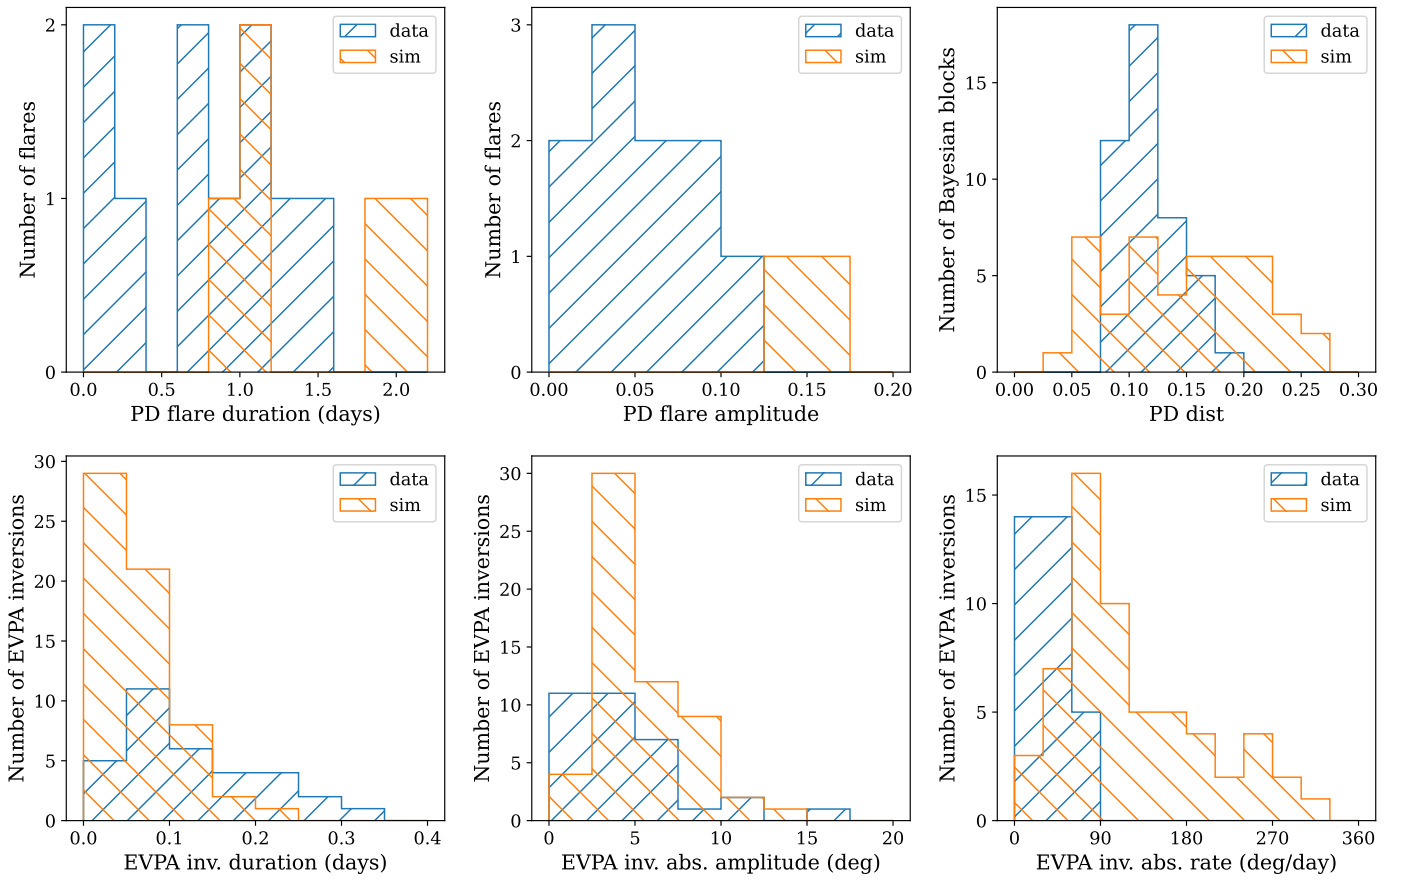 Number of flares
2
1
0
data
sim
0.0 0.5 1.0 1.5 2.0
PD flare duration (days)
Number of flares
3
2
1
0
data
sim
0.00 0.05 0.10 0.15 0.20
PD flare amplitude
Number of Bayesian blocks
15
10
5
0
data
sim
0.00 0.05 0.10 0.15 0.20 0.25 0.30
PD dist
Number of EVPA inversions
30
25
20
15
10
5
0
data
sim
0.0 0.1 0.2 0.3 0.4
EVPA inv. duration (days)
Number of EVPA inversions
30
25
20
15
10
5
0
data
sim
0 5 10 15 20
EVPA inv. abs. amplitude (deg)
Number of EVPA inversions
15
10
5
0
data
sim
0 90 180 270 360
EVPA inv. abs. rate (deg/day)